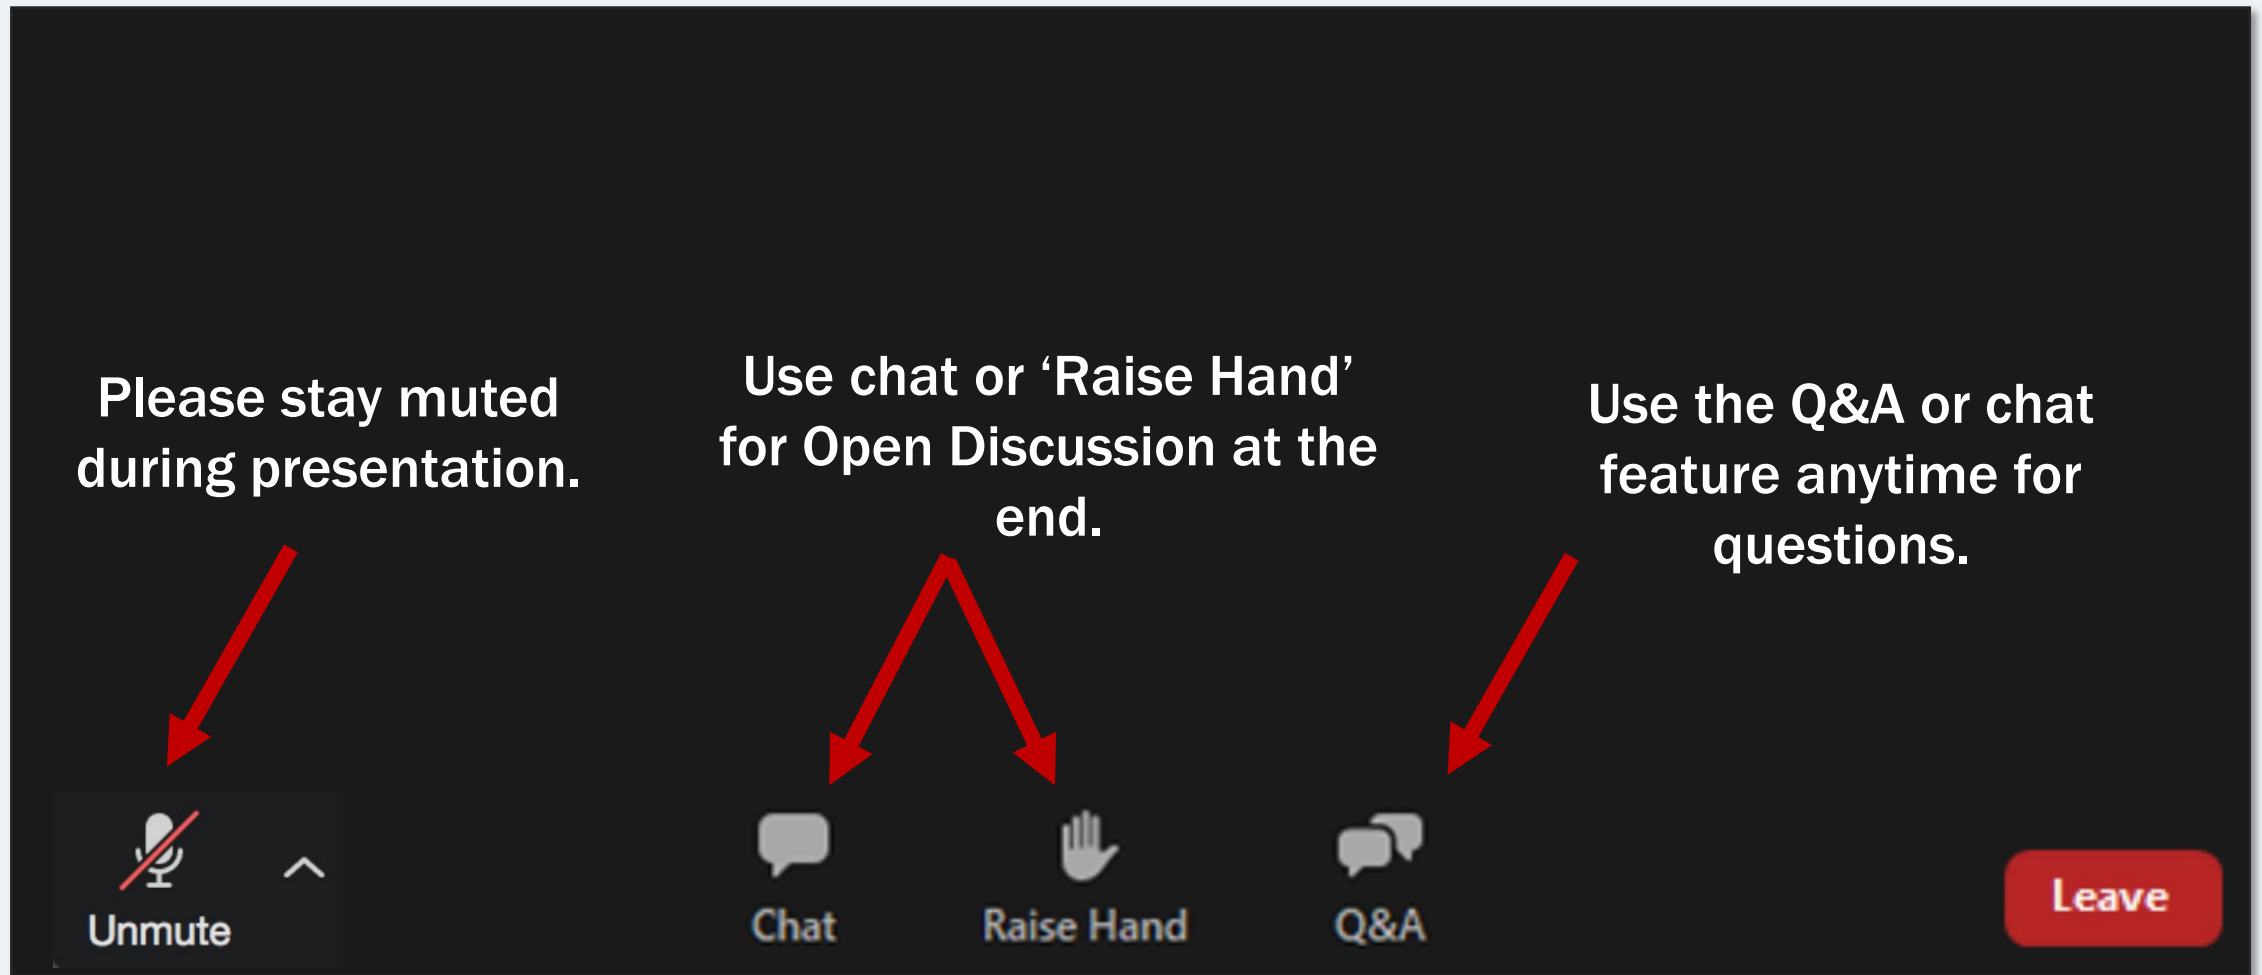 Please stay muted
during presentation.
Use chat or ‘Raise Hand’
for Open Discussion at the
end.
Use the Q&A or chat
feature anytime for
questions.
Unmute
Chat
Raise Hand
Q&A
Leave